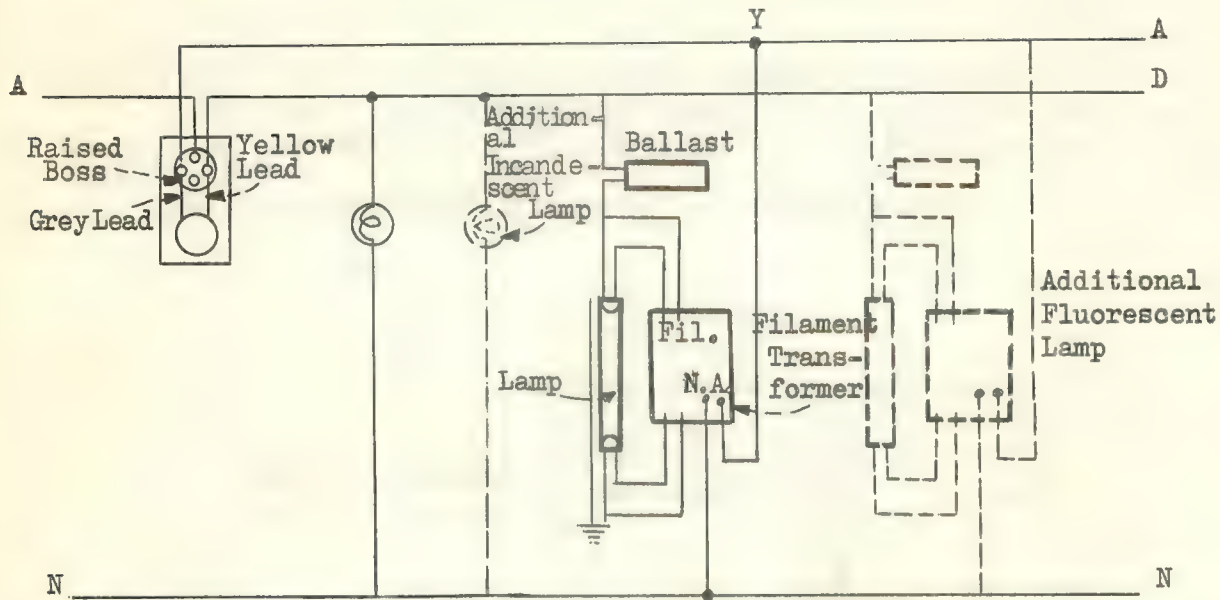 Y
A
A
D
Raised
Boss
Yellow
Lead
Grey Lead
Addition-
al
Incande
scent
Lamp
Ballast
Fil.
N.A
Lamp
Filament
Trans-
former
Additional
Fluorescent
Lamp
N
N